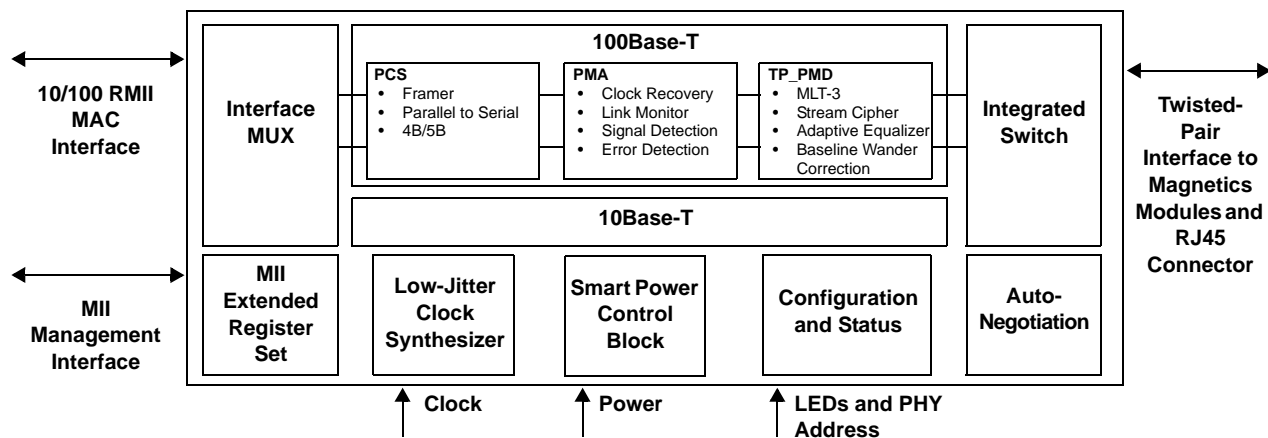 10/100 RMII
MAC
Interface
MII
Management
Interface
Interface
MUX
100Base-T
PCS
• Framer
• Parallel to Serial
• 4B/5B
PMA
• Clock Recovery
• Link Monitor
• Signal Detection
• Error Detection
TP_PMD
• MLT-3
• Stream Cipher
• Adaptive Equalizer
• Baseline Wander
Correction
10Base-T
Integrated
Switch
MII
Extended
Register
Set
Low-Jitter
Clock
Synthesizer
Smart Power
Control
Block
Configuration
and Status
Auto-
Negotiation
Twisted-
Pair
Interface to
Magnetics
Modules and
RJ45
Connector
Clock
Power
LEDs and PHY
Address